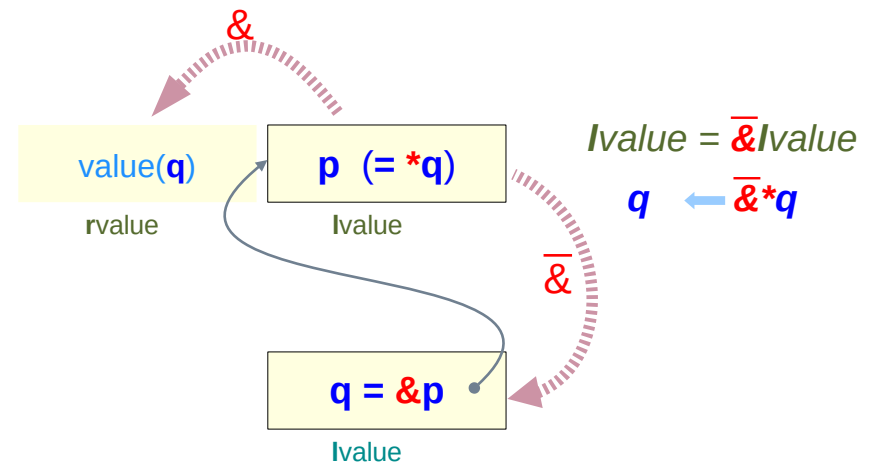 &
value(q)
p (= *q)
lvalue = &̅lvalue
q &̅*q
rvalue
lvalue
&̅
q = &p
lvalue